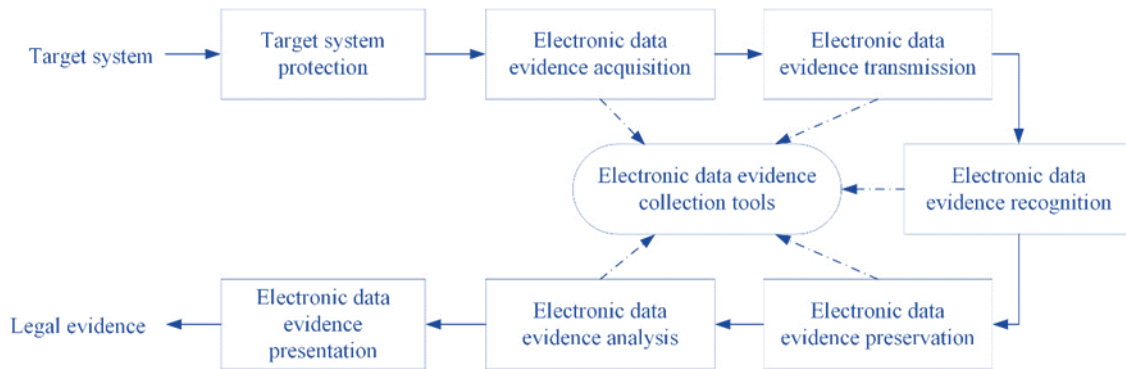 Target system
Target system
protection
Electronic data
evidence acquisition
Electronic data
evidence transmission
Electronic data evidence
collection tools
Electronic data
evidence recognition
Legal evidence
Electronic data
evidence
presentation
Electronic data
evidence analysis
Electronic data
evidence preservation